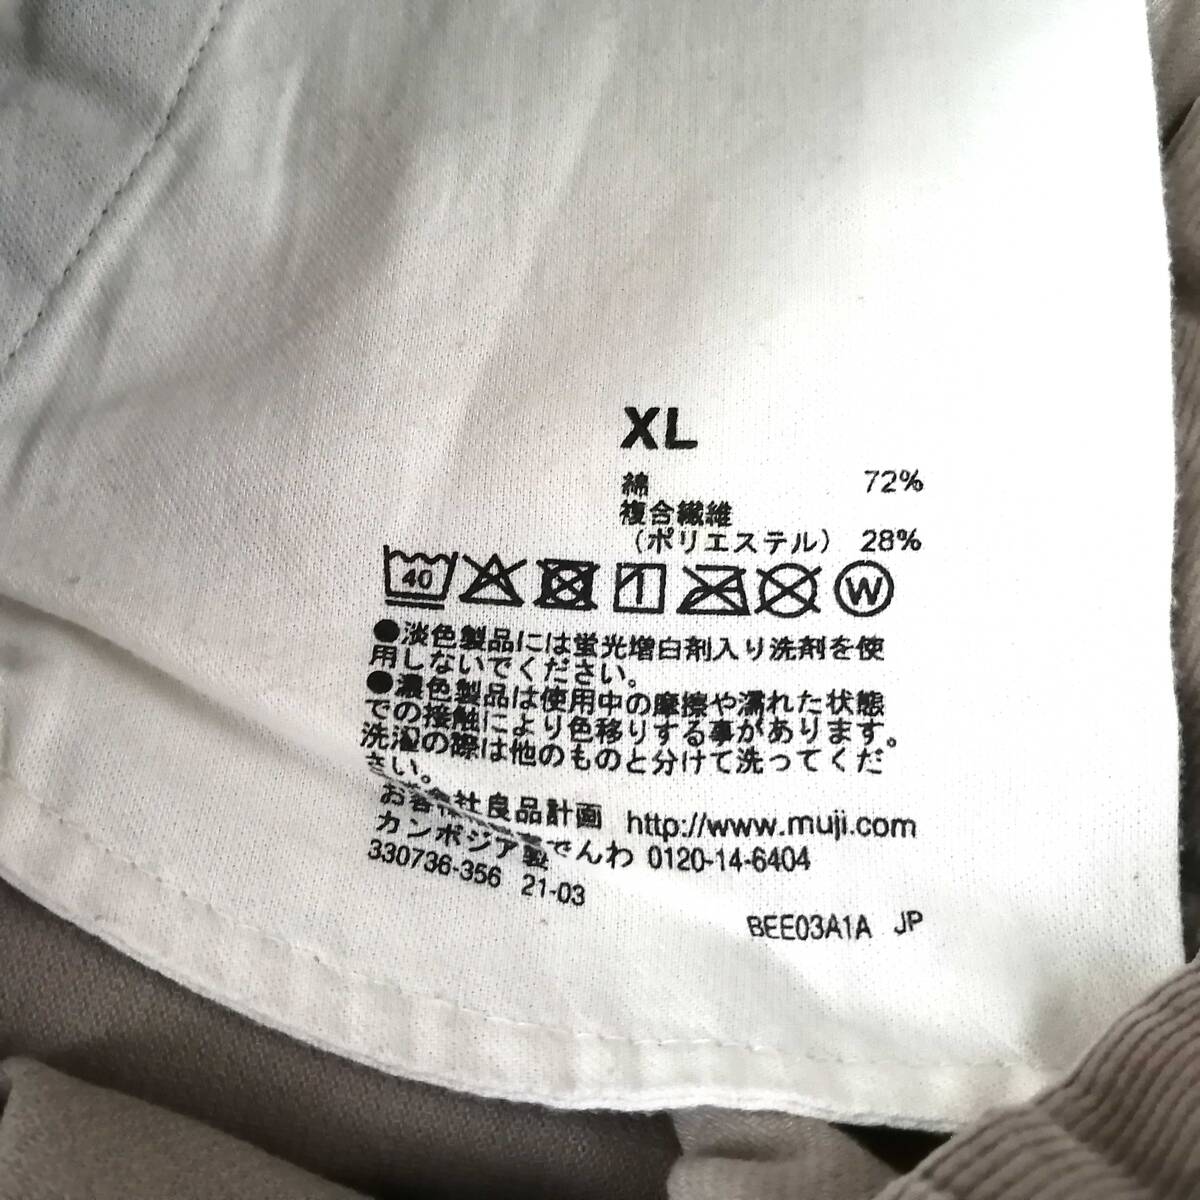 XL
綿 72%
複合繊維
(ポリエステル) 28%
40
W
●淡色製品には蛍光増白剤入り洗剤を使
用しないでください。
●濃色製品は使用中の摩擦や濡れた状態
での接触により色移りする事があります。
洗濯の際は他のものと分けて洗ってくだ
さい。
良品計画 http://www.muji.com
カンボジア製
でんわ 0120-14-6404
330736-356 21-03
BEE03A1A JP